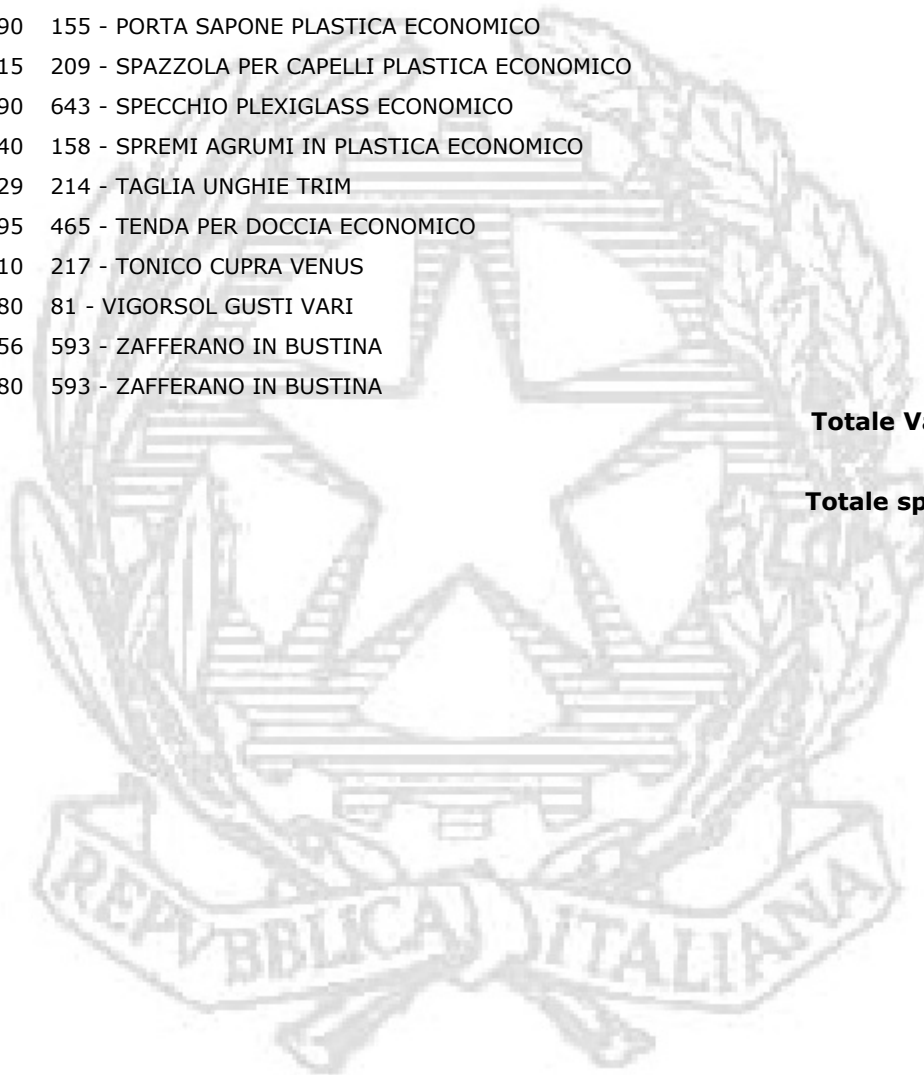 90 155 - PORTA SAPONE PLASTICA ECONOMICO
15 209 - SPAZZOLA PER CAPELLI PLASTICA ECONOMICO
90 643 - SPECCHIO PLEXIGLASS ECONOMICO
40 158 - SPREMI AGRUMI IN PLASTICA ECONOMICO
29 214 - TAGLIA UNGHIE TRIM
95 465 - TENDA PER DOCCIA ECONOMICO
10 217 - TONICO CUPRA VENUS
80 81 - VIGORSOL GUSTI VARI
56 593 - ZAFFERANO IN BUSTINA
80 593 - ZAFFERANO IN BUSTINA
Totale Va
Totale sp
REPVBBLICA ITALIANA